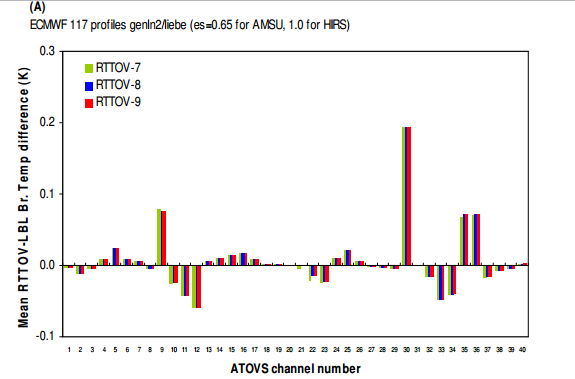 (A)
ECMWF 117 profiles genln2/liebe (es=0.65 for AMSU, 1.0 for HIRS)
Mean RTTOV-LBL Br. Temp difference (K)
0.3
0.2
0.1
0.0
-0.1
RTTOV-7
RTTOV-8
RTTOV-9
1 2 3 4 5 6 7 8 9 10 11 12 13 14 15 16 17 18 19 20 21 22 23 24 25 26 27 28 29 30 31 32 33 34 35 36 37 38 39 40
ATOVS channel number